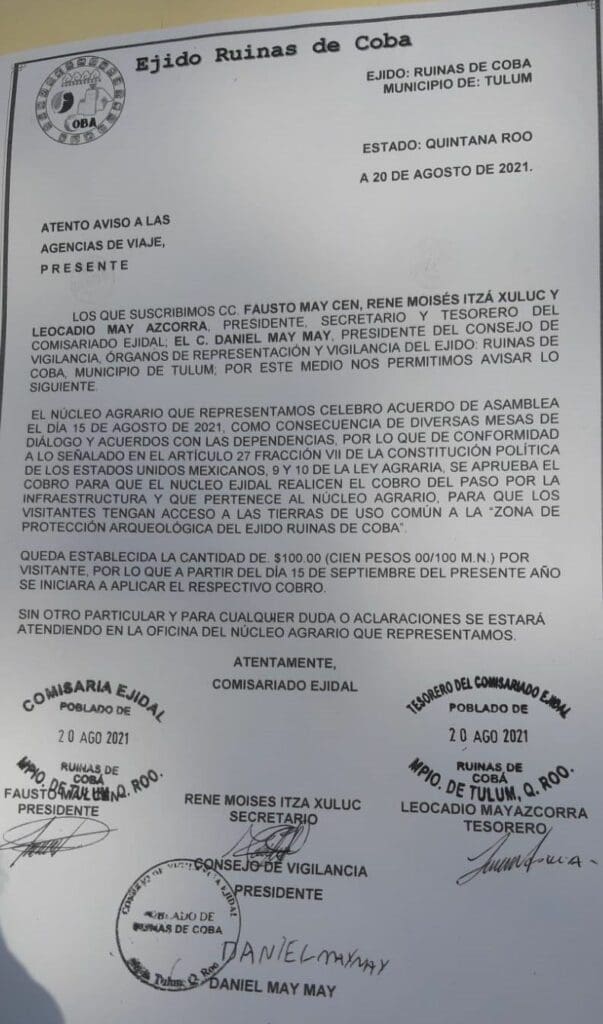 Ejido Ruinas de Coba
COBA
EJIDO: RUINAS DE COBA
MUNICIPIO DE: TULUM
ESTADO: QUINTANA ROO
A 20 DE AGOSTO DE 2021.
ATENTO AVISO A LAS
AGENCIAS DE VIAJE,
P R E S E N T E
LOS QUE SUSCRIBIMOS CC. FAUSTO MAY CEN, RENE MOISÉS ITZÁ XULUC Y
LEOCADIO MAY AZCORRA, PRESIDENTE, SECRETARIO Y TESORERO DEL
COMISARIADO EJIDAL; EL C. DANIEL MAY MAY, PRESIDENTE DEL CONSEJO DE
VIGILANCIA, ÓRGANOS DE REPRESENTACIÓN Y VIGILANCIA DEL EJIDO: RUINAS DE
COBA, MUNICIPIO DE TULUM; POR ESTE MEDIO NOS PERMITIMOS AVISAR LO
SIGUIENTE.
EL NÚCLEO AGRARIO QUE REPRESENTAMOS CELEBRO ACUERDO DE ASAMBLEA
EL DÍA 15 DE AGOSTO DE 2021, COMO CONSECUENCIA DE DIVERSAS MESAS DE
DIÁLOGO Y ACUERDOS CON LAS DEPENDENCIAS, POR LO QUE DE CONFORMIDAD
A LO SEÑALADO EN EL ARTÍCULO 27 FRACCIÓN VII DE LA CONSTITUCIÓN POLÍTICA
DE LOS ESTADOS UNIDOS MEXICANOS, 9 Y 10 DE LA LEY AGRARIA, SE APRUEBA EL
COBRO PARA QUE EL NUCLEO EJIDAL REALICEN EL COBRO DEL PASO POR LA
INFRAESTRUCTURA Y QUE PERTENECE AL NÚCLEO AGRARIO, PARA QUE LOS
VISITANTES TENGAN ACCESO A LAS TIERRAS DE USO COMÚN A LA “ZONA DE
PROTECCIÓN ARQUEOLÓGICA DEL EJIDO RUINAS DE COBA”.
QUEDA ESTABLECIDA LA CANTIDAD DE. $100.00 (CIEN PESOS 00/100 M.N.) POR
VISITANTE, POR LO QUE A PARTIR DEL DÍA 15 DE SEPTIEMBRE DEL PRESENTE AÑO
SE INICIARA A APLICAR EL RESPECTIVO COBRO.
SIN OTRO PARTICULAR Y PARA CUALQUIER DUDA O ACLARACIONES SE ESTARÁ
ATENDIENDO EN LA OFICINA DEL NÚCLEO AGRARIO QUE REPRESENTAMOS.
ATENTAMENTE,
COMISARIADO EJIDAL
COMISARIA EJIDAL
POBLADO DE
20 AGO 2021
RUINAS DE
COBÁ
MPIO. DE TULUM, Q. ROO.
FAUSTO MAY CEN
PRESIDENTE
TESORERO DEL COMISARIADO EJIDAL
POBLADO DE
20 AGO 2021
RUINAS DE
COBÁ
MPIO. DE TULUM, Q. ROO.
LEOCADIO MAYAZCORRA
TESORERO
RENE MOISES ITZA XULUC
SECRETARIO
CONSEJO DE VIGILANCIA
PRESIDENTE
CONSEJO DE VIGILANCIA EJIDAL
POBLADO DE
RUINAS DE COBA
Mpio. Tulum, Q. Roo
DANIEL MAY MAY
DANIEL MAY MAY